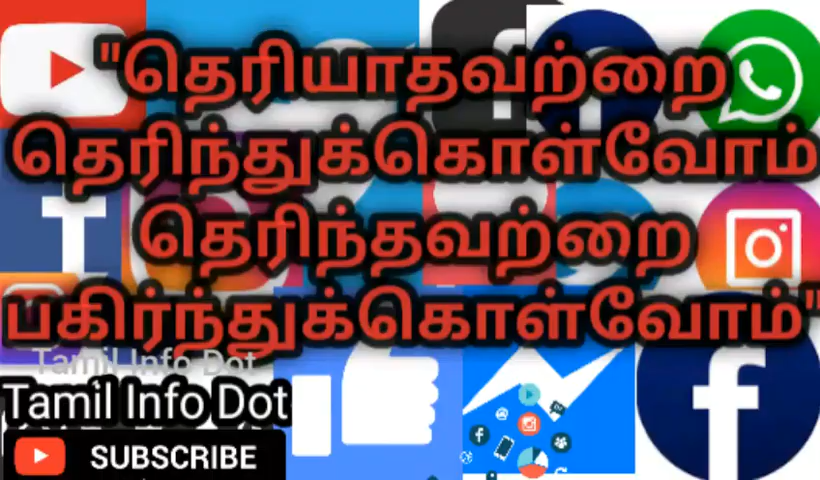 "தெரியாதவற்றை
தெரிந்துக்கொள்வோம்
தெரிந்தவற்றை
பகிர்ந்துக்கொள்வோம்"
Tamil Info Dot
Tamil Info Dot
SUBSCRIBE